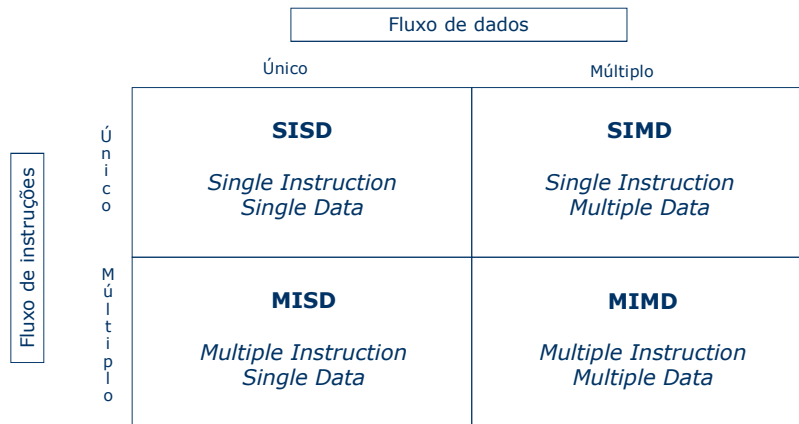 Fluxo de dados
Único
Múltiplo
Fluxo de instruções
Único
SISD
Single Instruction
Single Data
SIMD
Single Instruction
Multiple Data
Múltiplo
MISD
Multiple Instruction
Single Data
MIMD
Multiple Instruction
Multiple Data